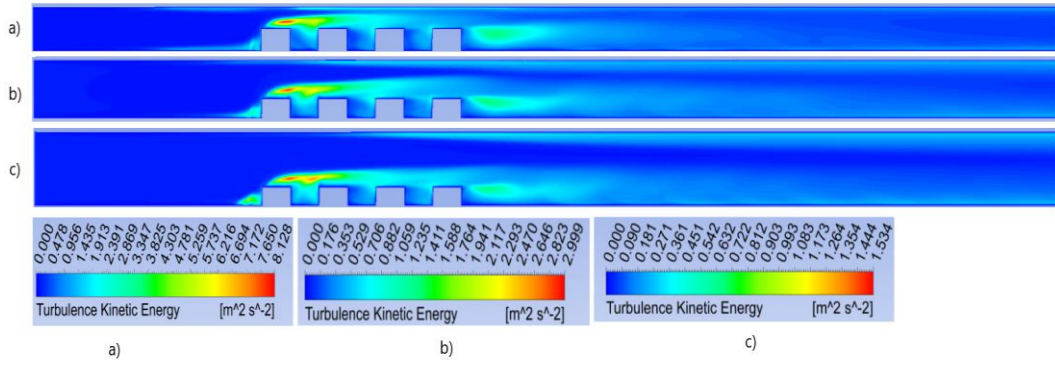 a)
b)
c)
0.000 0.478 0.956 1.435 1.913 2.391 2.869 3.347 3.825 4.303 4.781 5.259 5.737 6.216 6.694 7.172 7.650 8.128
Turbulence Kinetic Energy [m^2 s^-2]
0.000 0.176 0.353 0.529 0.706 0.882 1.059 1.235 1.411 1.588 1.764 1.941 2.117 2.293 2.470 2.646 2.823 2.999
Turbulence Kinetic Energy [m^2 s^-2]
0.000 0.090 0.181 0.271 0.361 0.451 0.542 0.632 0.722 0.812 0.903 0.993 1.083 1.173 1.264 1.354 1.444 1.534
Turbulence Kinetic Energy [m^2 s^-2]
a)
b)
c)